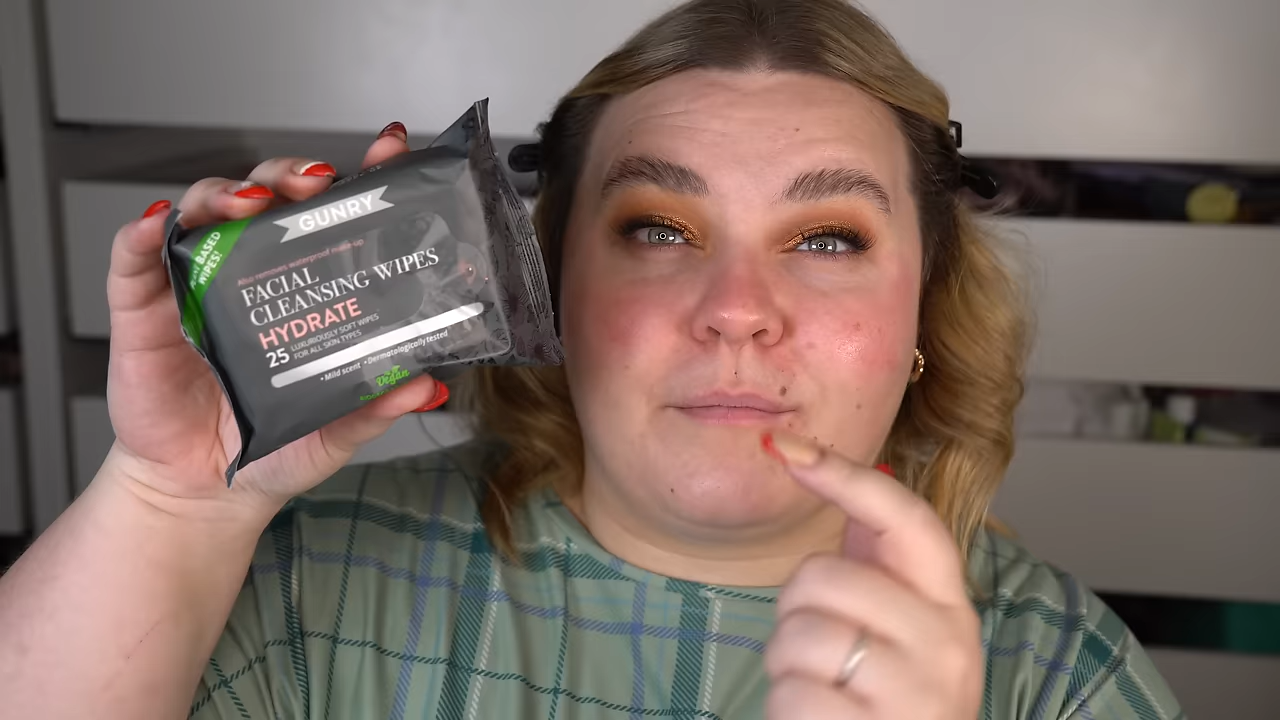 GUNRY
PLANT BASED
WIPES!
Also removes waterproof make-up
FACIAL
CLEANSING WIPES
HYDRATE
25 LUXURIOUSLY SOFT WIPES
FOR ALL SKIN TYPES
• Mild scent • Dermatologically tested
Vegan